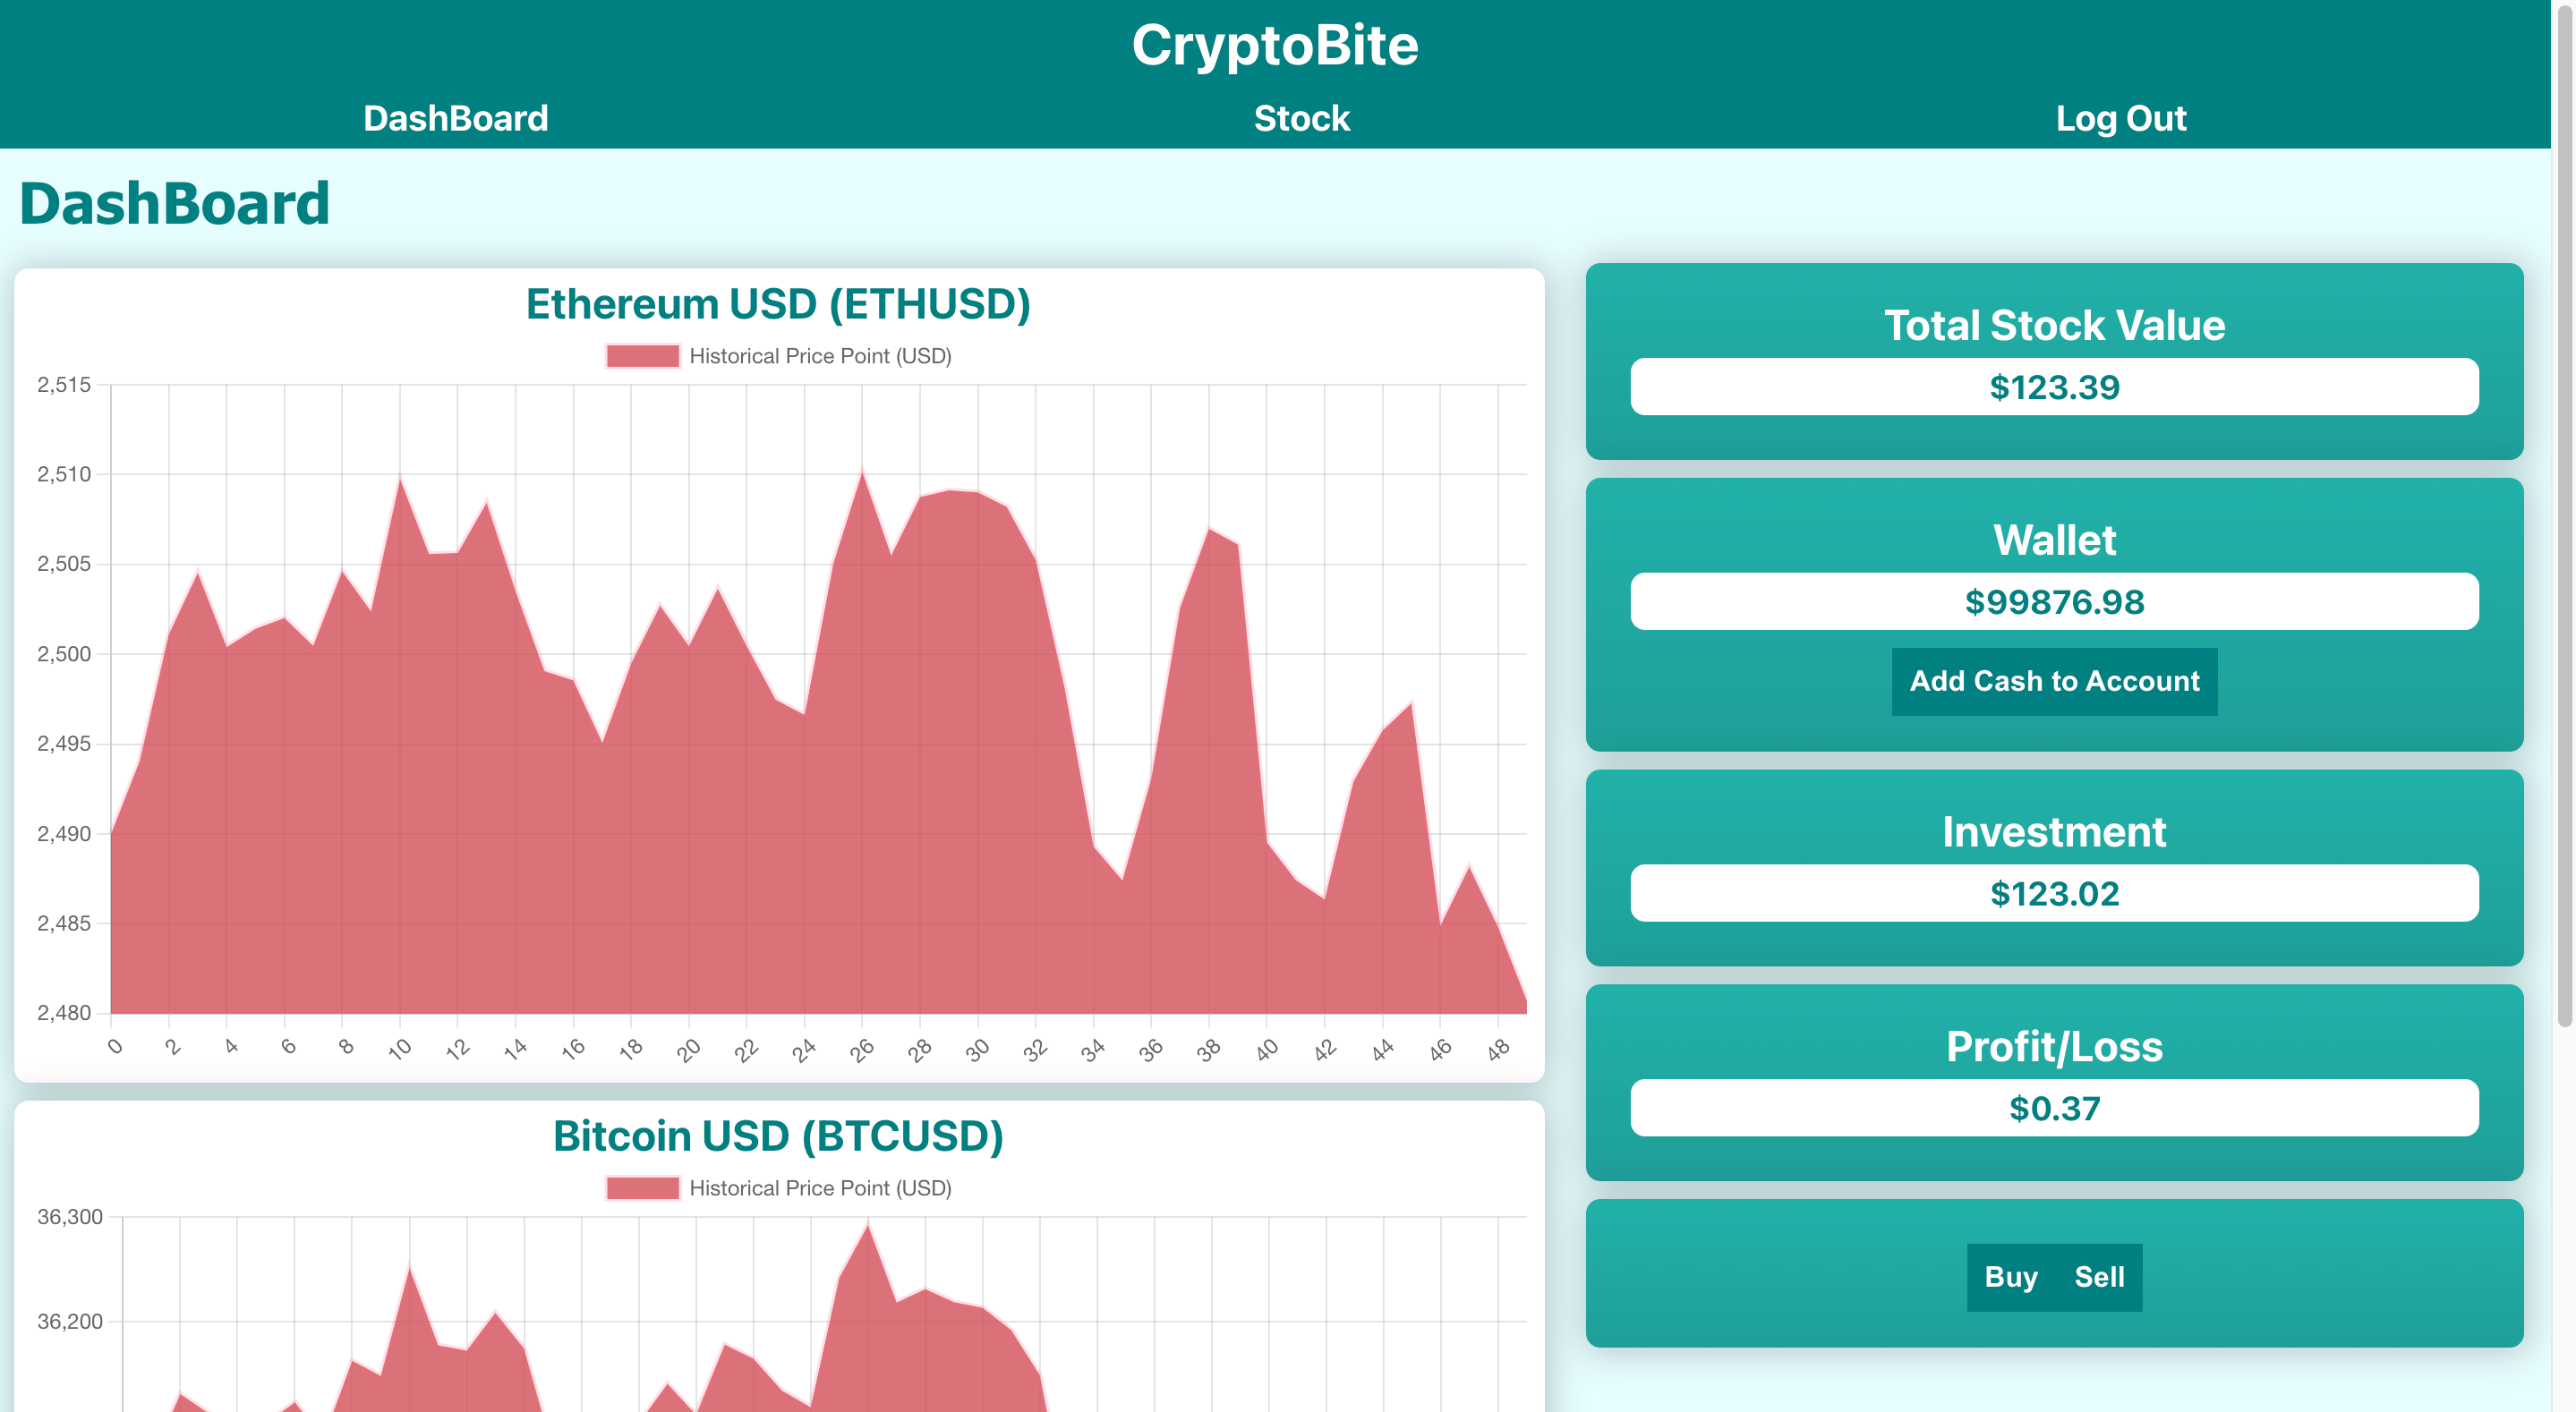 CryptoBite
DashBoard Stock Log Out
DashBoard
Ethereum USD (ETHUSD)
Historical Price Point (USD)
2,515
2,510
2,505
2,500
2,495
2,490
2,485
2,480
0 2 4 6 8 10 12 14 16 18 20 22 24 26 28 30 32 34 36 38 40 42 44 46 48
Bitcoin USD (BTCUSD)
Historical Price Point (USD)
36,300
36,200
Total Stock Value
$123.39
Wallet
$99876.98
Add Cash to Account
Investment
$123.02
Profit/Loss
$0.37
Buy Sell